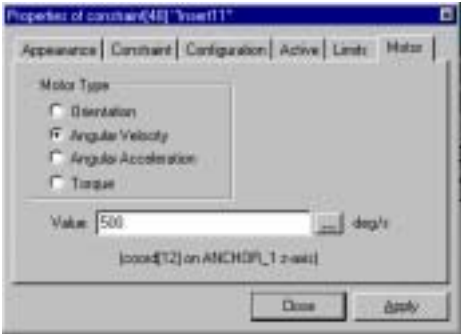 Properties of constraint[48] "Insert11"
Appearance Constraint Configuration Active Limits Motor
Motor Type
Orientation
Angular Velocity
Angular Acceleration
Torque
Value: 500. ... deg/s
(coord[12] on ANCHOR_1 z-axis)
Close Apply